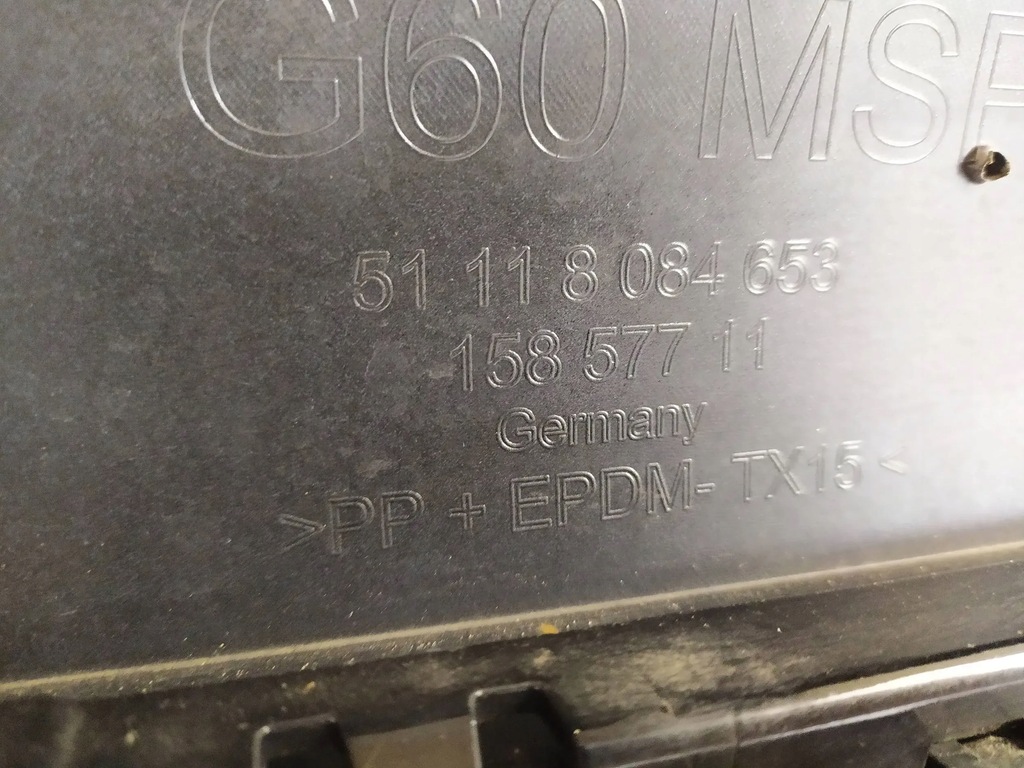 G60 MSP
51 11 8 084 653
158 577 11
Germany
>PP + EPDM- TX15<